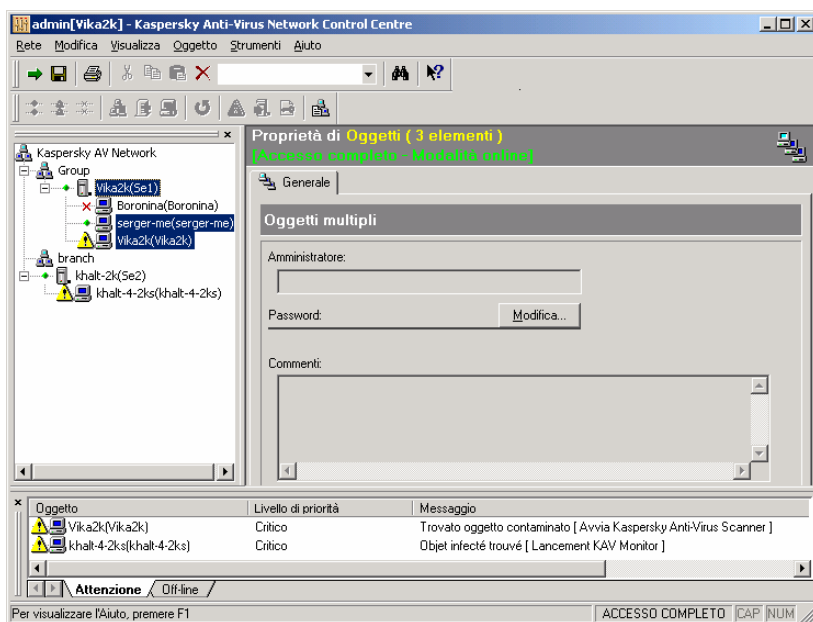 admin[Vika2k] - Kaspersky Anti-Virus Network Control Centre
Rete Modifica Visualizza Oggetto Strumenti Aiuto
Kaspersky AV Network
Group
Vika2k(Se1)
Boronina(Boronina)
serger-me(serger-me)
Vika2k(Vika2k)
branch
khalt-2k(Se2)
khalt-4-2ks(khalt-4-2ks)
Proprietà di Oggetti ( 3 elementi )
[Accesso completo - Modalità online]
Generale
Oggetti multipli
Amministratore:
Password:
Modifica...
Commenti:
Oggetto Livello di priorità Messaggio
Vika2k(Vika2k) Critico Trovato oggetto contaminato [ Avvia Kaspersky Anti-Virus Scanner ]
khalt-4-2ks(khalt-4-2ks) Critico Objet infecté trouvé [ Lancement KAV Monitor ]
Attenzione Off-line
Per visualizzare l'Aiuto, premere F1 ACCESSO COMPLETO CAP NUM